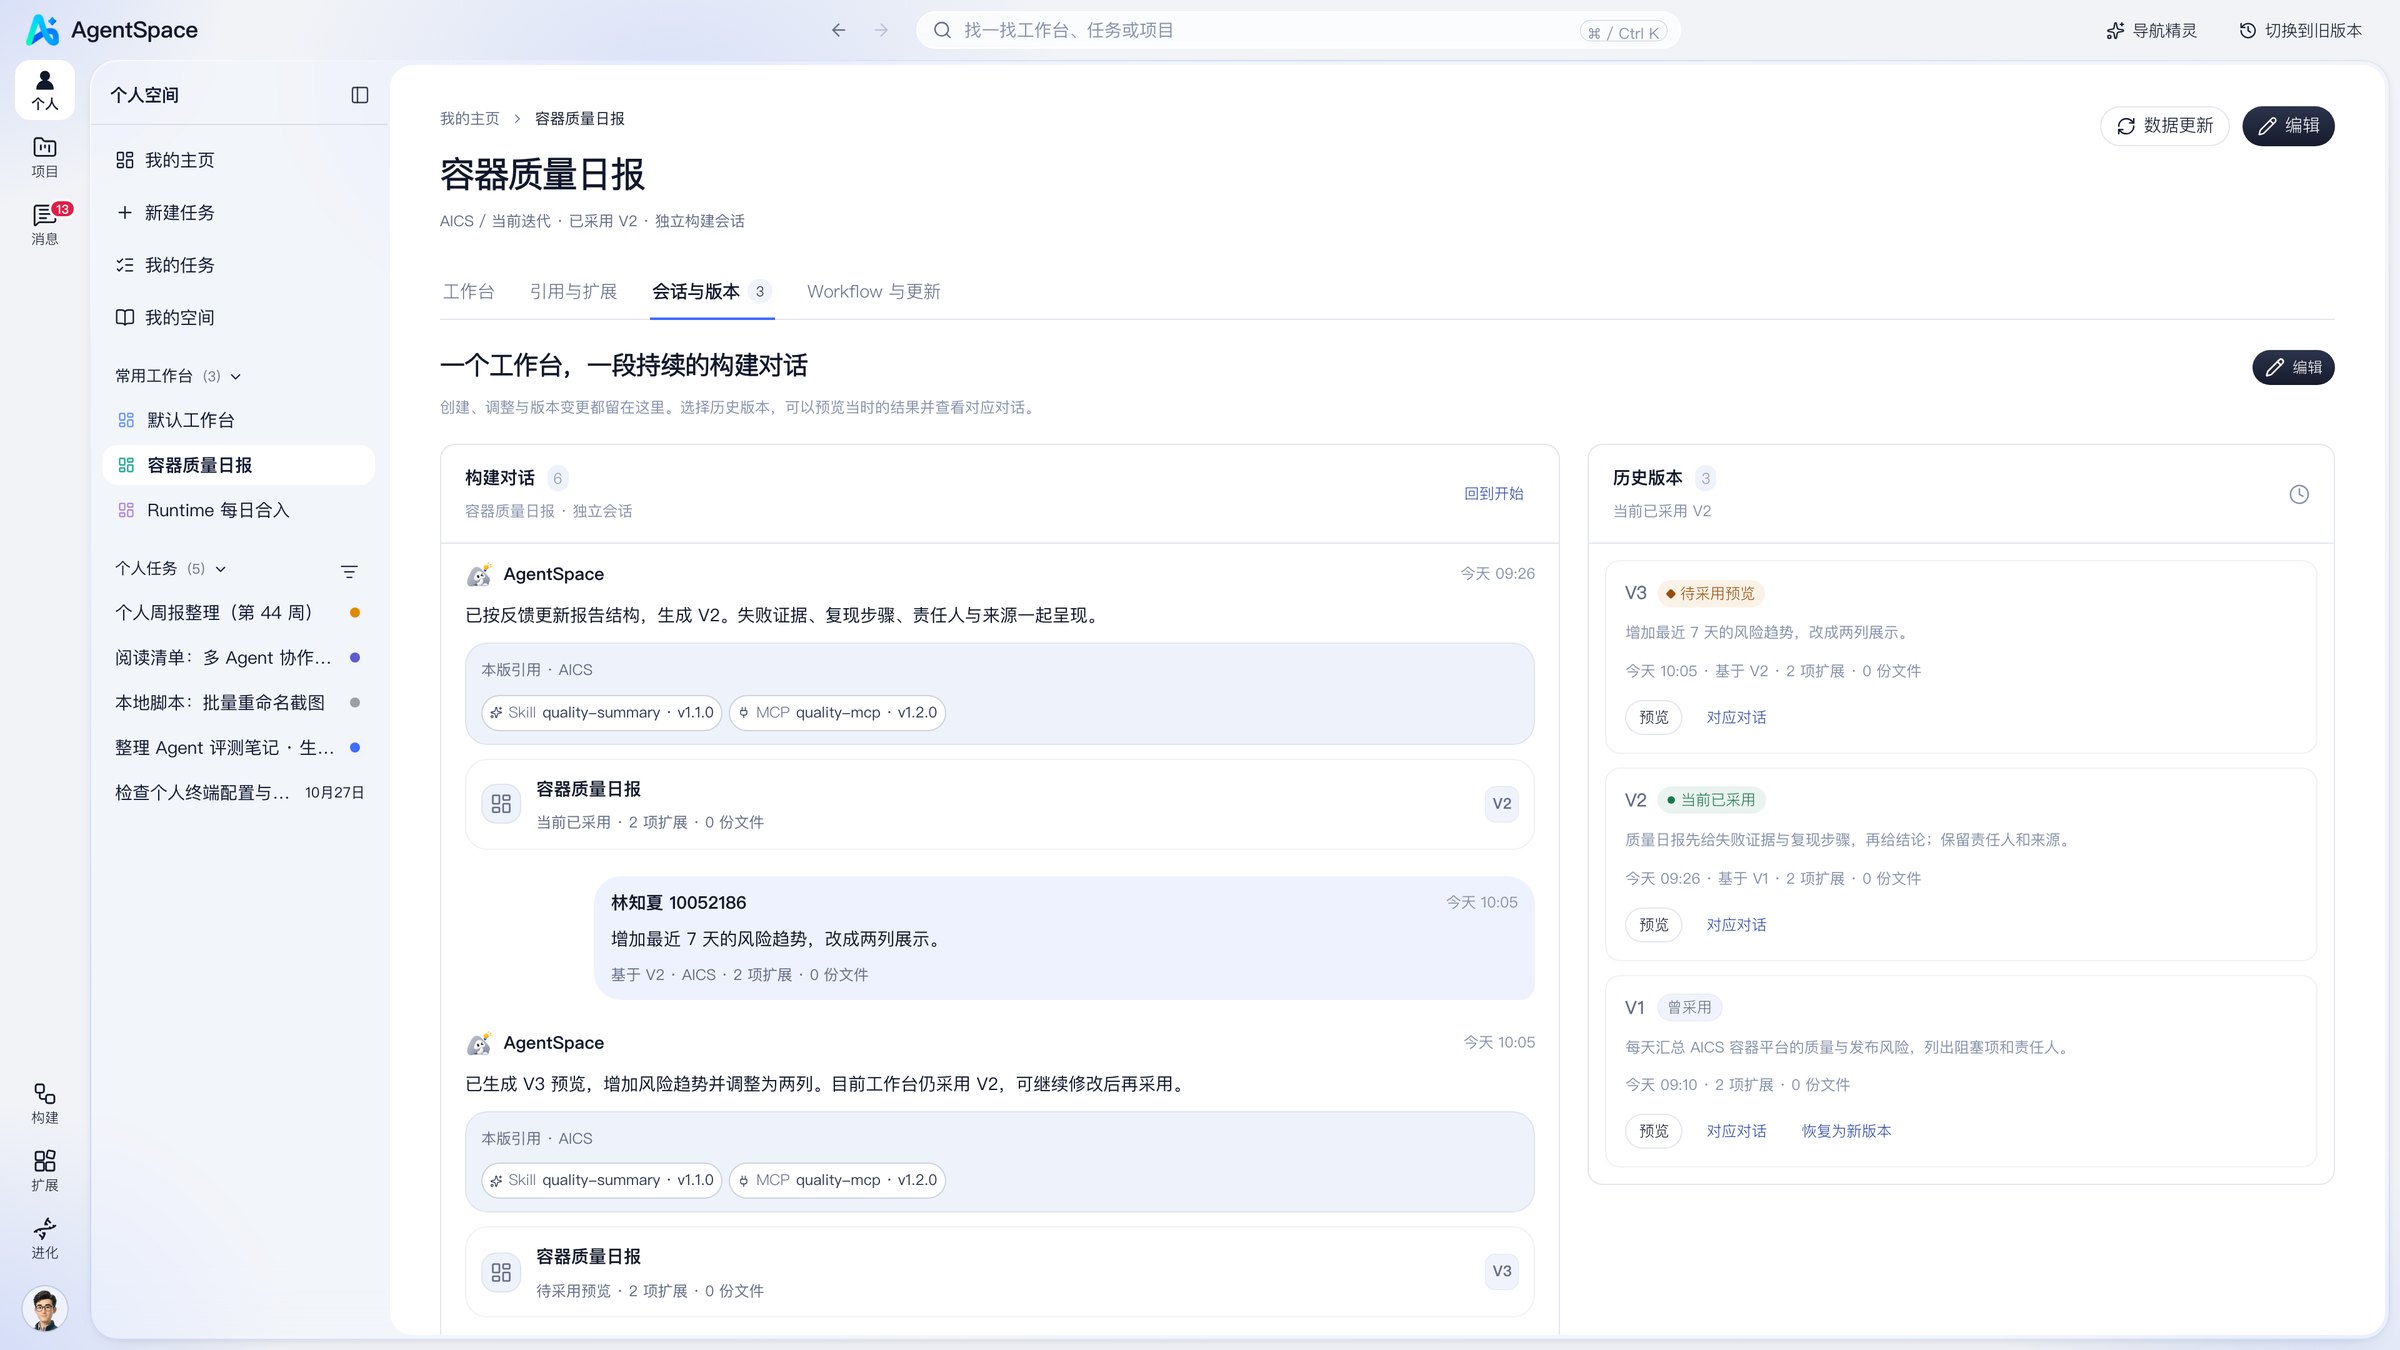 AgentSpace
找一找工作台、任务或项目
⌘ / Ctrl K
导航精灵
切换到旧版本
个人
项目
13
消息
构建
扩展
进化
个人空间
我的主页
新建任务
我的任务
我的空间
常用工作台 (3)
默认工作台
容器质量日报
Runtime 每日合入
个人任务 (5)
个人周报整理（第 44 周）
阅读清单：多 Agent 协作...
本地脚本：批量重命名截图
整理 Agent 评测笔记 · 生...
检查个人终端配置与... 10月27日
我的主页 > 容器质量日报
数据更新
编辑
容器质量日报
AICS / 当前迭代 · 已采用 V2 · 独立构建会话
工作台
引用与扩展
会话与版本 3
Workflow 与更新
一个工作台，一段持续的构建对话
编辑
创建、调整与版本变更都留在这里。选择历史版本，可以预览当时的结果并查看对应对话。
构建对话 6
容器质量日报 · 独立会话
回到开始
AgentSpace 今天 09:26
已按反馈更新报告结构，生成 V2。失败证据、复现步骤、责任人与来源一起呈现。
本版引用 · AICS
Skill quality-summary · v1.1.0
MCP quality-mcp · v1.2.0
容器质量日报
当前已采用 · 2 项扩展 · 0 份文件
V2
林知夏 10052186 今天 10:05
增加最近 7 天的风险趋势，改成两列展示。
基于 V2 · AICS · 2 项扩展 · 0 份文件
AgentSpace 今天 10:05
已生成 V3 预览，增加风险趋势并调整为两列。目前工作台仍采用 V2，可继续修改后再采用。
本版引用 · AICS
Skill quality-summary · v1.1.0
MCP quality-mcp · v1.2.0
容器质量日报
待采用预览 · 2 项扩展 · 0 份文件
V3
历史版本 3
当前已采用 V2
V3 待采用预览
增加最近 7 天的风险趋势，改成两列展示。
今天 10:05 · 基于 V2 · 2 项扩展 · 0 份文件
预览 对应对话
V2 当前已采用
质量日报先给失败证据与复现步骤，再给结论；保留责任人和来源。
今天 09:26 · 基于 V1 · 2 项扩展 · 0 份文件
预览 对应对话
V1 曾采用
每天汇总 AICS 容器平台的质量与发布风险，列出阻塞项和责任人。
今天 09:10 · 2 项扩展 · 0 份文件
预览 对应对话 恢复为新版本